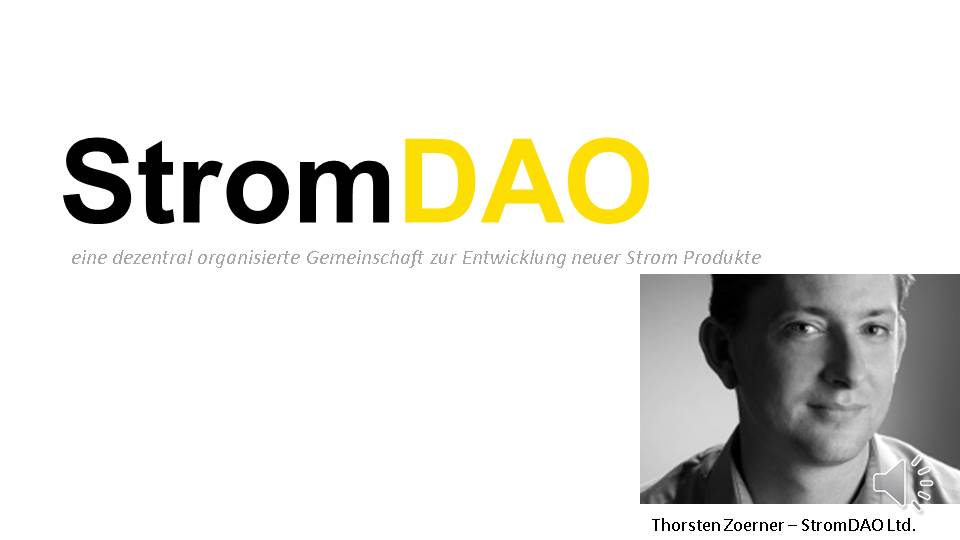 StromDAO
eine dezentral organisierte Gemeinschaft zur Entwicklung neuer Strom Produkte
Thorsten Zoerner – StromDAO Ltd.